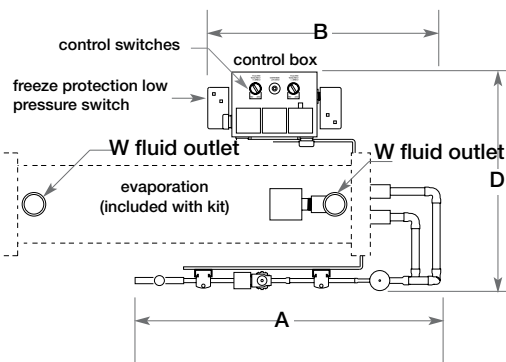 B
control switches
control box
freeze protection low
pressure switch
W fluid outlet
W fluid outlet
D
evaporation
(included with kit)
A